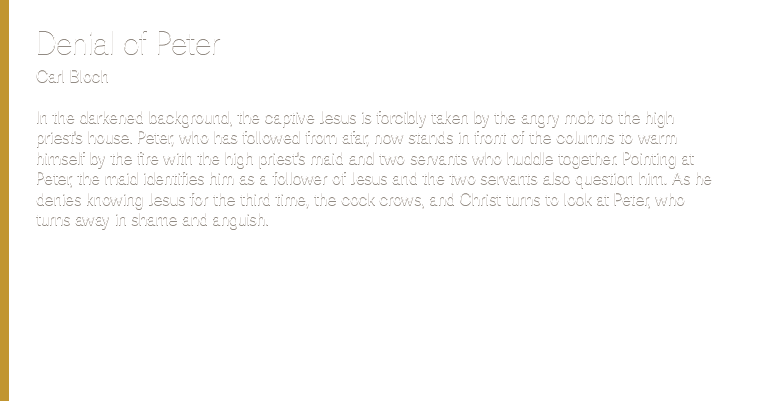 Denial of Peter
Carl Bloch
In the darkened background, the captive Jesus is forcibly taken by the angry mob to the high
priest's house. Peter, who has followed from afar, now stands in front of the columns to warm
himself by the fire with the high priest's maid and two servants who huddle together. Pointing at
Peter, the maid identifies him as a follower of Jesus and the two servants also question him. As he
denies knowing Jesus for the third time, the cock crows, and Christ turns to look at Peter, who
turns away in shame and anguish.